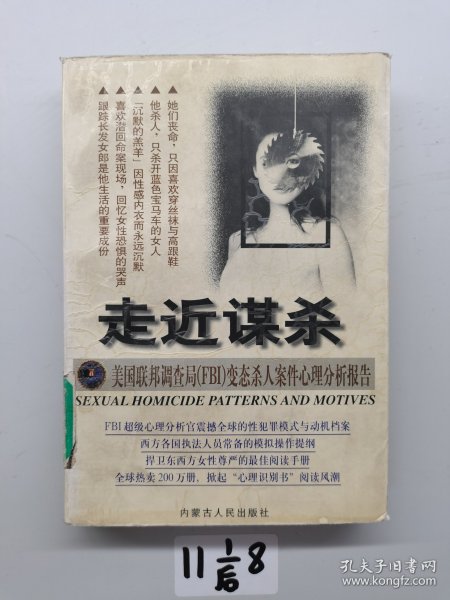 ▲她们丧命，只因喜欢穿丝袜与高跟鞋
▲他杀人，只杀开蓝色宝马车的女人
▲「沉默的羔羊」因性感内衣而永远沉默
▲喜欢潜回命案现场，回忆女性恐惧的哭声
▲跟踪长发女郎是他生活的重要成份
走近谋杀
美国联邦调查局(FBI)变态杀人案件心理分析报告
SEXUAL HOMICIDE PATTERNS AND MOTIVES
FBI超级心理分析官震撼全球的性犯罪模式与动机档案
西方各国执法人员常备的模拟操作提纲
捍卫东西方女性尊严的最佳阅读手册
全球热卖200万册，掀起“心理识别书”阅读风潮
内蒙古人民出版社
11 1/后 8
孔夫子旧书网
www.kongfz.com